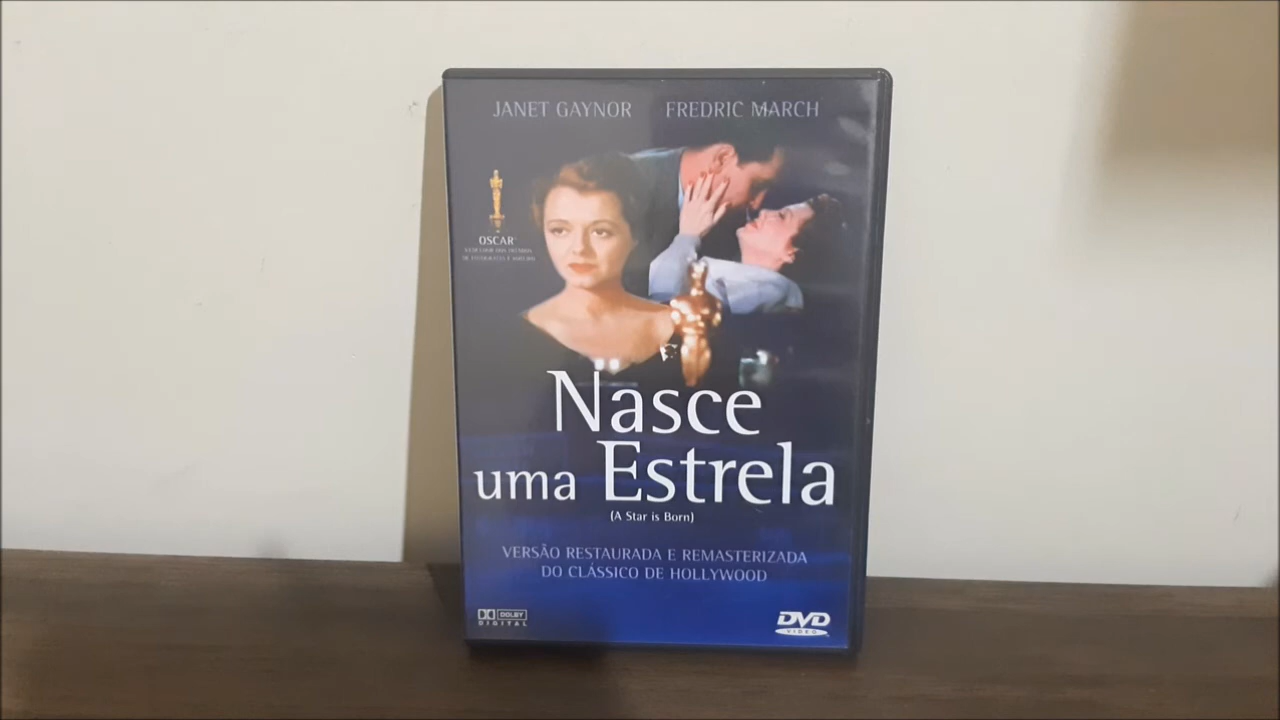 JANET GAYNOR FREDRIC MARCH
OSCAR
Nasce
uma Estrela
(A Star is Born)
VERSÃO RESTAURADA E REMASTERIZADA
DO CLÁSSICO DE HOLLYWOOD
DOLBY
DIGITAL
DVD
VIDEO